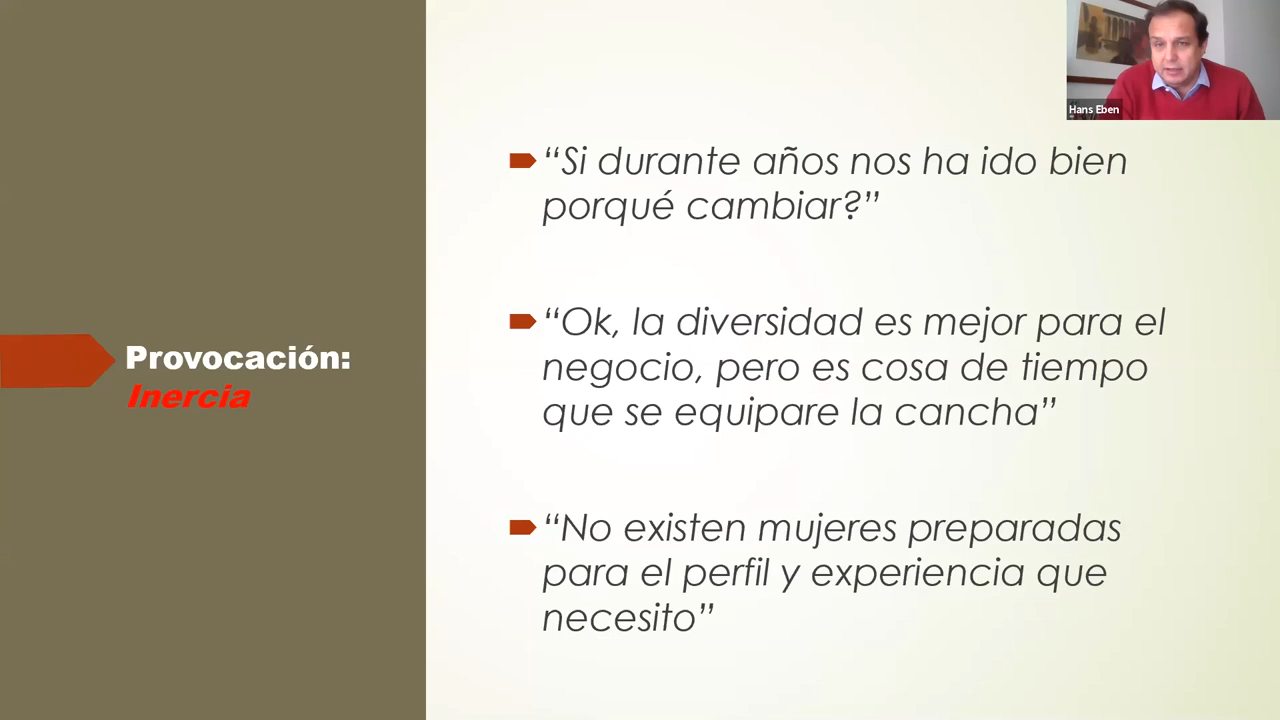 Hans Eben
“Si durante años nos ha ido bien
porqué cambiar?”
“Ok, la diversidad es mejor para el
negocio, pero es cosa de tiempo
que se equipare la cancha”
Provocación:
Inercia
“No existen mujeres preparadas
para el perfil y experiencia que
necesito”